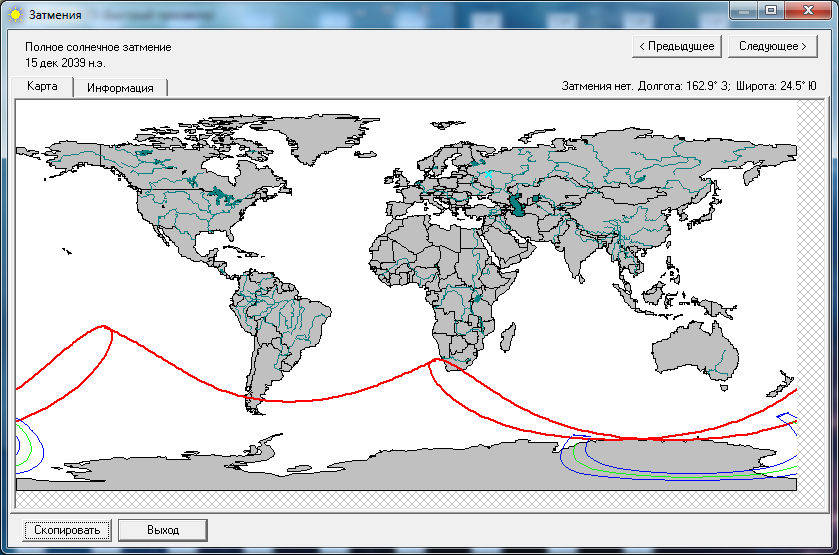 Затмения
Полное солнечное затмение
15 дек 2039 н.э.
< Предыдущее
Следующее >
Карта
Информация
Затмения нет. Долгота: 162.9° З; Широта: 24.5° Ю
Скопировать
Выход